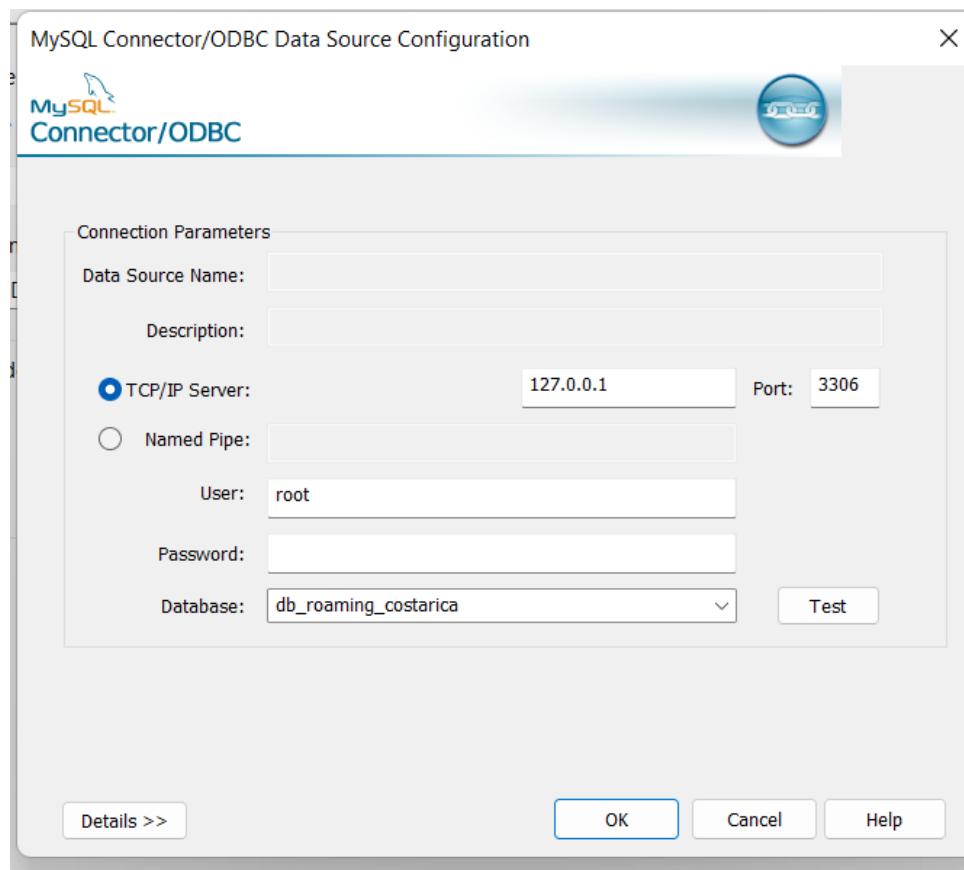 MySQL Connector/ODBC Data Source Configuration
MySQL
Connector/ODBC
Connection Parameters
Data Source Name:
Description:
TCP/IP Server: 127.0.0.1 Port: 3306
Named Pipe:
User: root
Password:
Database: db_roaming_costarica Test
Details >> OK Cancel Help